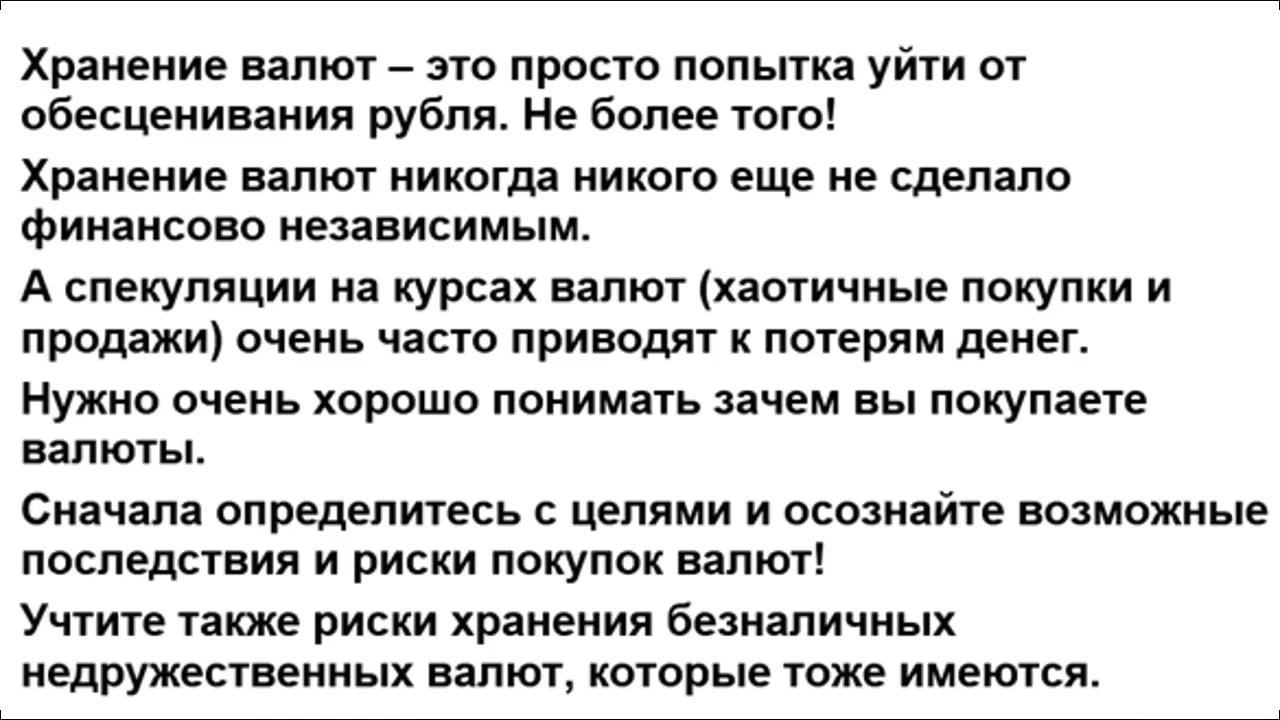 Хранение валют – это просто попытка уйти от
обесценивания рубля. Не более того!
Хранение валют никогда никого еще не сделало
финансово независимым.
А спекуляции на курсах валют (хаотичные покупки и
продажи) очень часто приводят к потерям денег.
Нужно очень хорошо понимать зачем вы покупаете
валюты.
Сначала определитесь с целями и осознайте возможные
последствия и риски покупок валют!
Учтите также риски хранения безналичных
недружественных валют, которые тоже имеются.